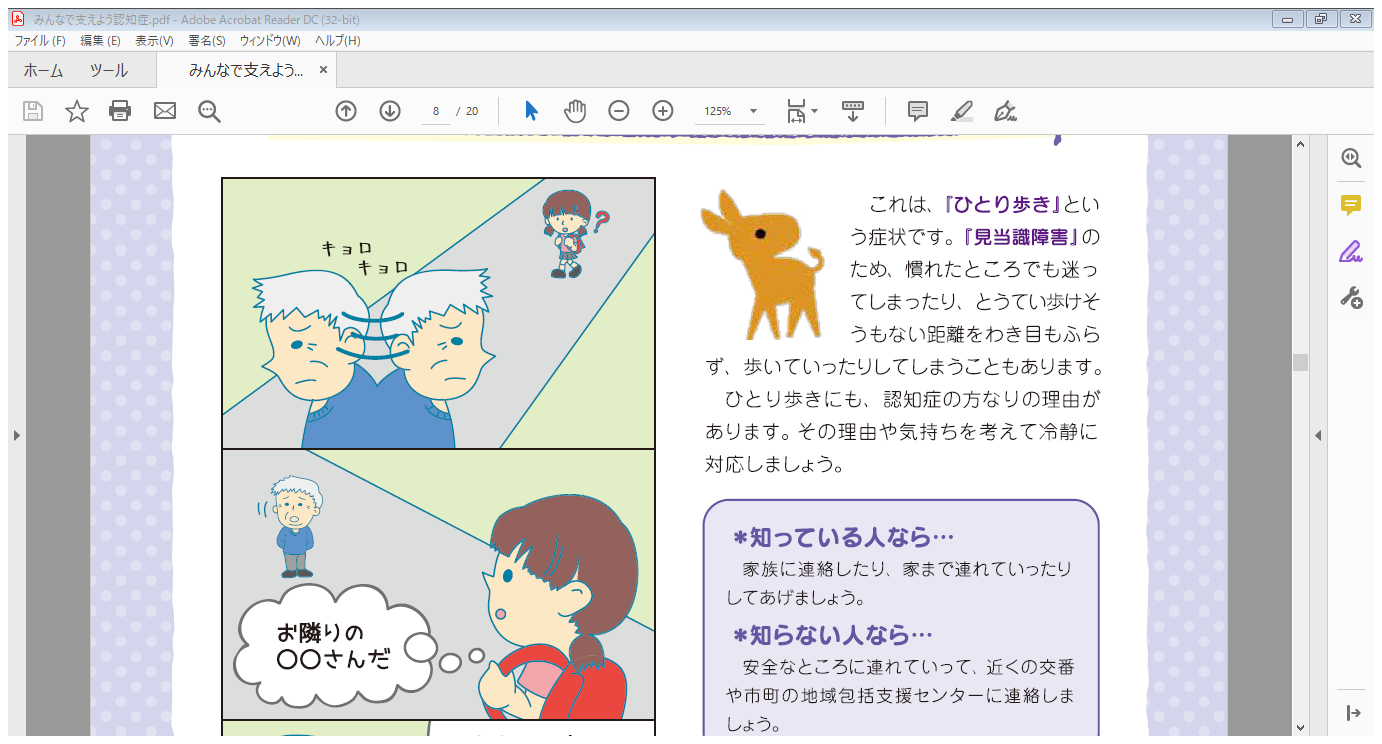 みんなで支えよう認知症.pdf - Adobe Acrobat Reader DC (32-bit)
ファイル (F) 編集 (E) 表示(V) 署名(S) ウィンドウ(W) ヘルプ(H)
ホーム ツール みんなで支えよう... ×
8 / 20 125%
キョロ
キョロ
?
お隣りの
〇〇さんだ
これは、『ひとり歩き』とい
う症状です。『見当識障害』の
ため、慣れたところでも迷っ
てしまったり、とうてい歩けそ
うもない距離をわき目もふら
ず、歩いていったりしてしまうこともあります。
ひとり歩きにも、認知症の方なりの理由が
あります。その理由や気持ちを考えて冷静に
対応しましょう。
*知っている人なら…
家族に連絡したり、家まで連れていったり
してあげましょう。
*知らない人なら…
安全なところに連れていって、近くの交番
や市町の地域包括支援センターに連絡しま
しょう。